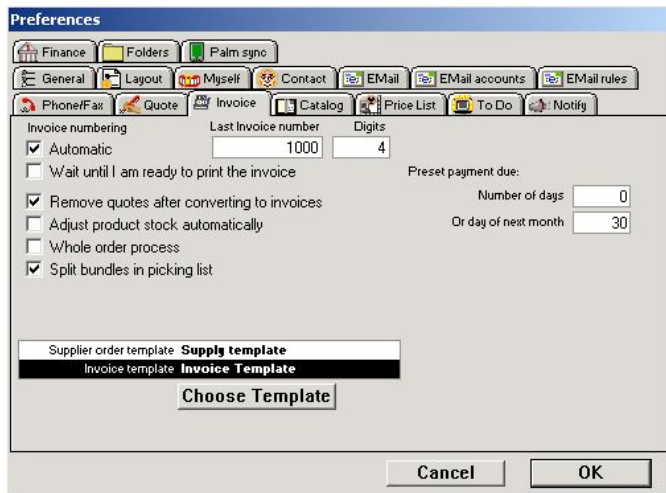 Preferences
Finance Folders Palm sync
General Layout Myself Contact EMail EMail accounts EMail rules
Phone/Fax Quote Invoice Catalog Price List To Do Notify
Invoice numbering Last Invoice number Digits
Automatic 1000 4
Wait until I am ready to print the invoice Preset payment due:
Remove quotes after converting to invoices Number of days 0
Adjust product stock automatically Or day of next month 30
Whole order process
Split bundles in picking list
Supplier order template Supply template
Invoice template Invoice Template
Choose Template
Cancel OK